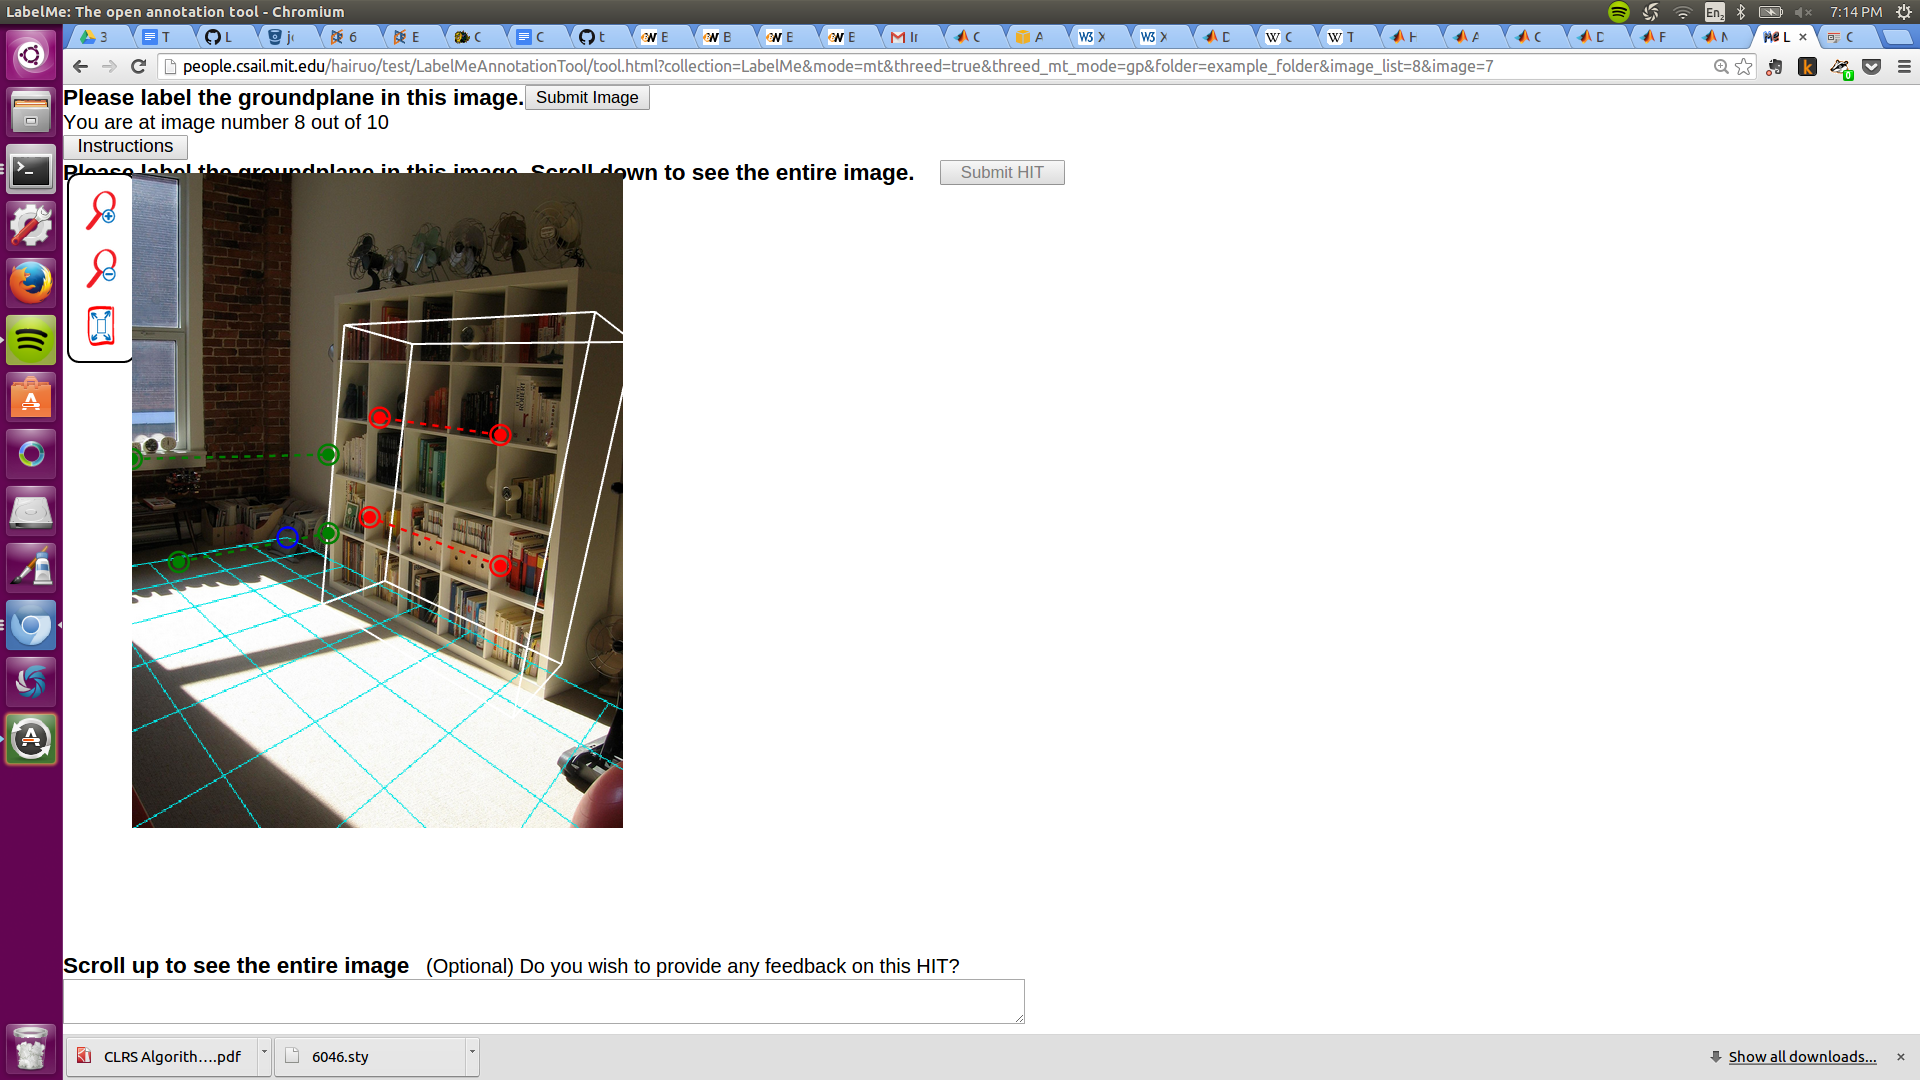 LabelMe: The open annotation tool - Chromium
En2
7:14 PM
3
T
L
6
E
C
C
t
E
B
E
E
C
A
X
X
D
C
T
H
A
C
D
F
L
C
people.csail.mit.edu/hairuo/test/LabelMeAnnotationTool/tool.html?collection=LabelMe&mode=mt&threed=true&threed_mt_mode=gp&folder=example_folder&image_list=8&image=7
Please label the groundplane in this image. Submit Image
You are at image number 8 out of 10
Instructions
Please label the groundplane in this image. Scroll down to see the entire image. Submit HIT
Scroll up to see the entire image (Optional) Do you wish to provide any feedback on this HIT?
CLRS Algorith....pdf
6046.sty
Show all downloads...